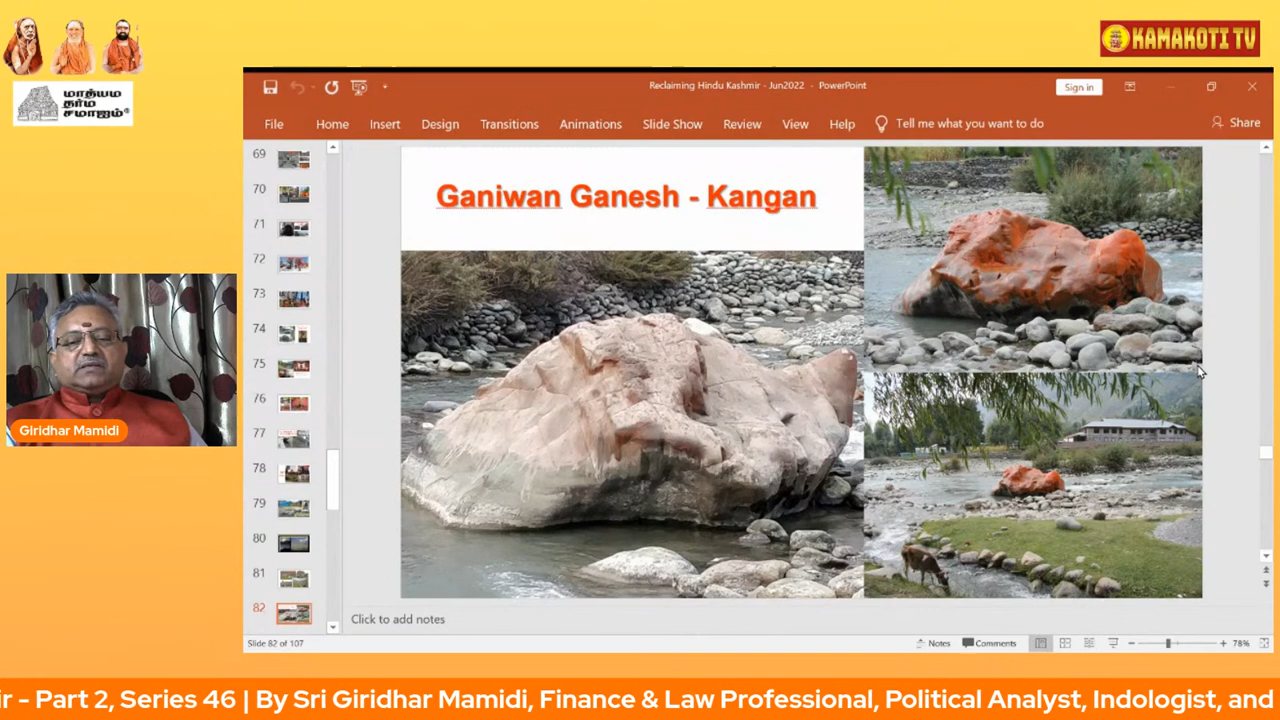 KAMAKOTI TV
மாத்யம
தர்ம
சமாஜம்®
Reclaiming Hindu Kashmir - Jun2022 - PowerPoint
Sign in
File Home Insert Design Transitions Animations Slide Show Review View Help Tell me what you want to do Share
69
70
71
72
73
74
75
76
77
78
79
80
81
82
Ganiwan Ganesh - Kangan
Giridhar Mamidi
Click to add notes
Slide 82 of 107
Notes Comments 78%
ir - Part 2, Series 46 | By Sri Giridhar Mamidi, Finance & Law Professional, Political Analyst, Indologist, and